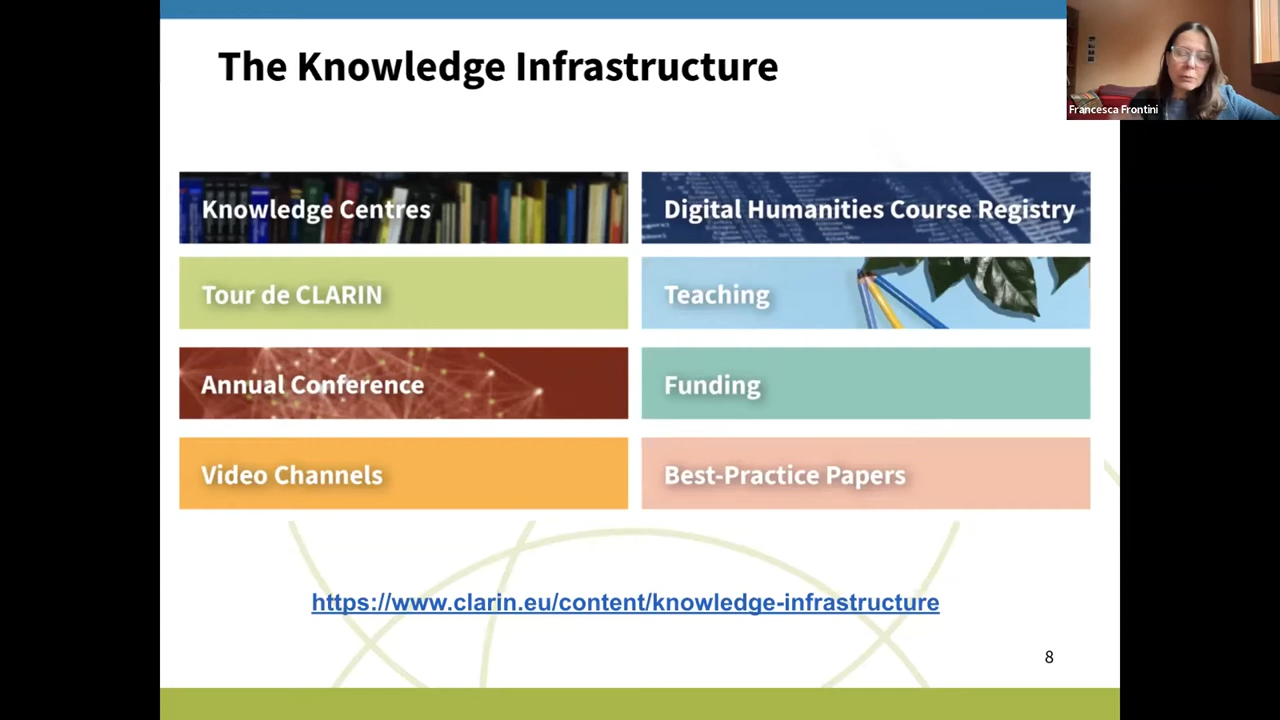 The Knowledge Infrastructure
Francesca Frontini
Knowledge Centres
Digital Humanities Course Registry
Tour de CLARIN
Teaching
Annual Conference
Funding
Video Channels
Best-Practice Papers
https://www.clarin.eu/content/knowledge-infrastructure
8